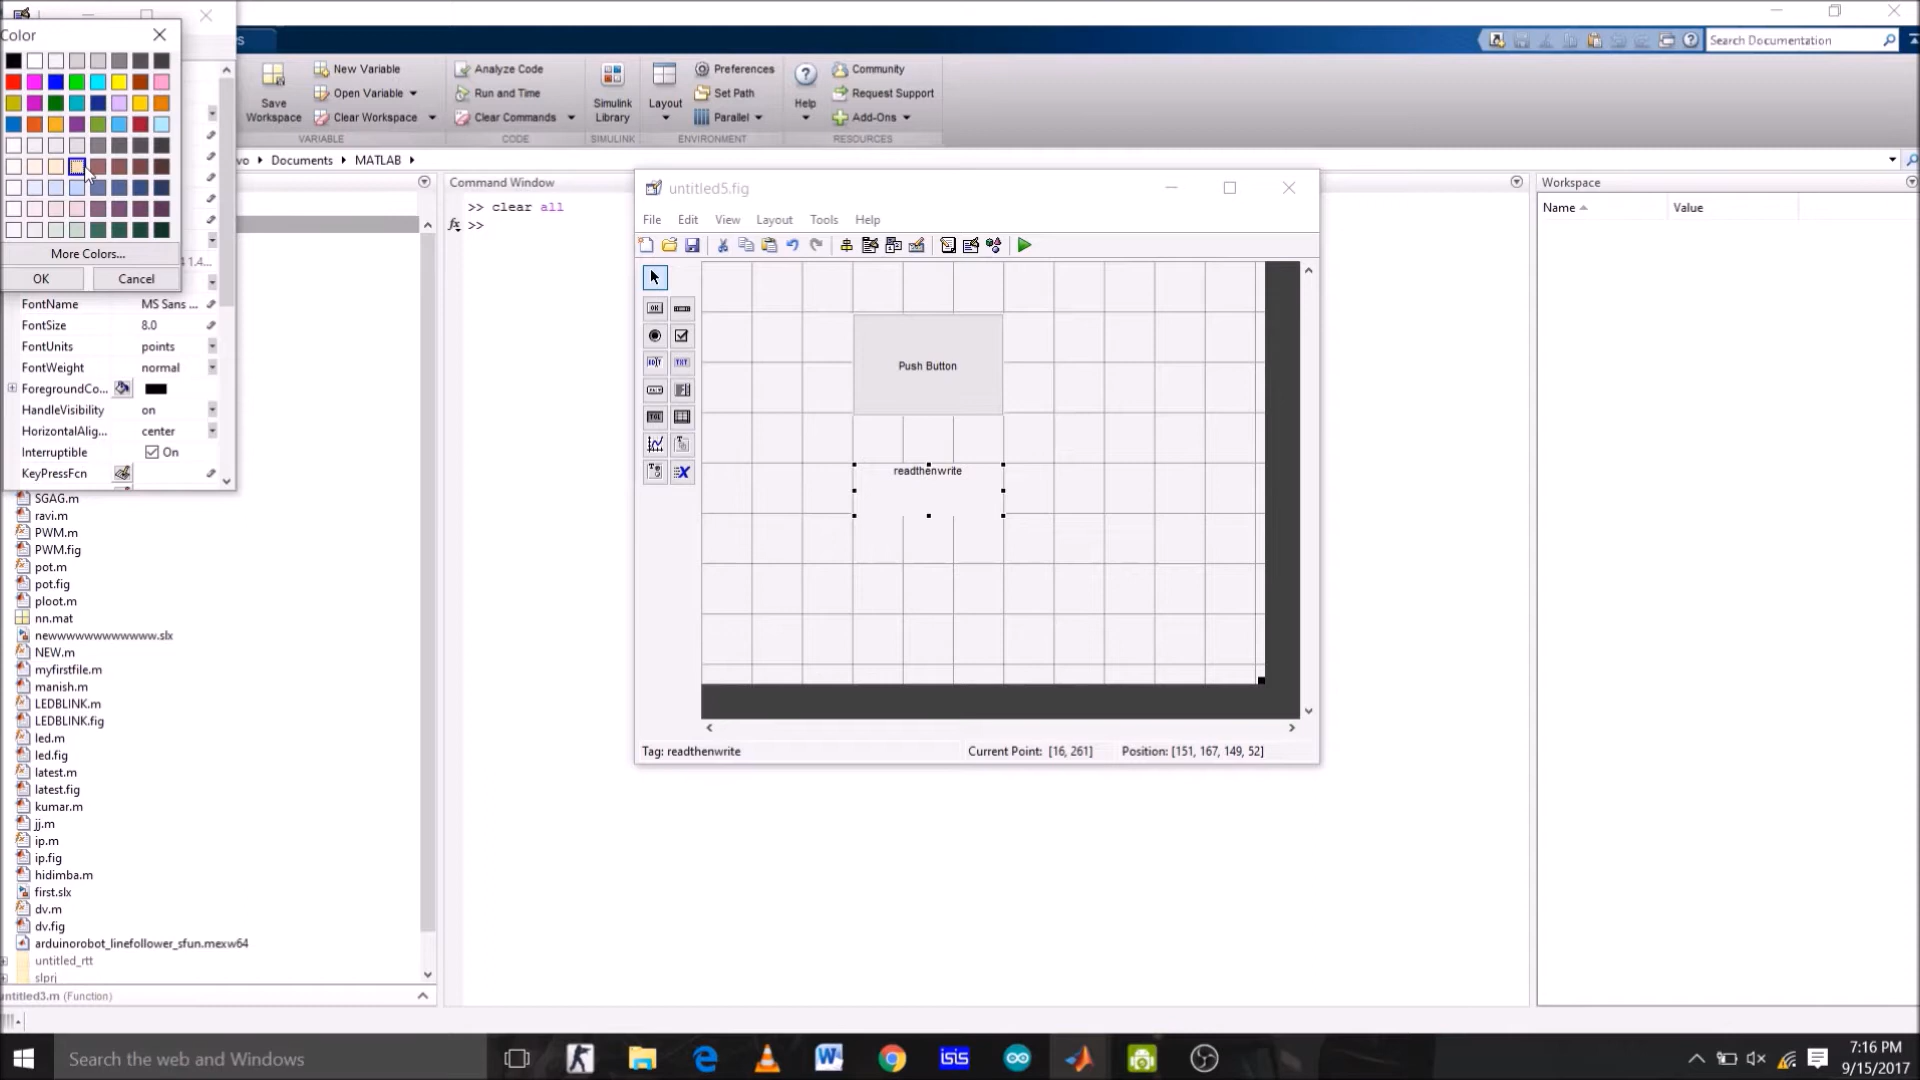 Color
More Colors...
OK
Cancel
1.4...
FontName MS Sans ...
FontSize 8.0
FontUnits points
FontWeight normal
ForegroundCo...
HandleVisibility on
HorizontalAlig... center
Interruptible On
KeyPressFcn
Save
Workspace
New Variable
Open Variable
Clear Workspace
VARIABLE
Analyze Code
Run and Time
Clear Commands
CODE
Simulink
Library
SIMULINK
Layout
Preferences
Set Path
Parallel
ENVIRONMENT
Help
Community
Request Support
Add-Ons
RESOURCES
Search Documentation
vo Documents MATLAB
Command Window
>> clear all
fx >>
untitled5.fig
File Edit View Layout Tools Help
Push Button
readthenwrite
Tag: readthenwrite
Current Point: [16, 261]
Position: [151, 167, 149, 52]
Workspace
Name Value
SGAG.m
ravi.m
PWM.m
PWM.fig
pot.m
pot.fig
ploot.m
nn.mat
newwwwwwwwwwwww.slx
NEW.m
myfirstfile.m
manish.m
LEDBLINK.m
LEDBLINK.fig
led.m
led.fig
latest.m
latest.fig
kumar.m
jj.m
ip.m
ip.fig
hidimba.m
first.slx
dv.m
dv.fig
arduinorobot_linefollower_sfun.mexw64
untitled_rtt
slprj
untitled3.m (Function)
Search the web and Windows
isis
7:16 PM
9/15/2017